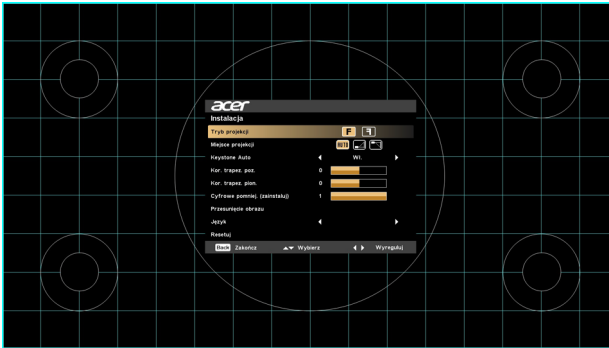 acer
Instalacja
Tryb projekcji F F
Miejsce projekcji AUTO
Keystone Auto Wł.
Kor. trapez. poz. 0
Kor. trapez. pion. 0
Cyfrowe pomniej. (zainstaluj) 1
Przesunięcie obrazu
Język
Resetuj
Back Zakończ Wybierz Wyreguluj